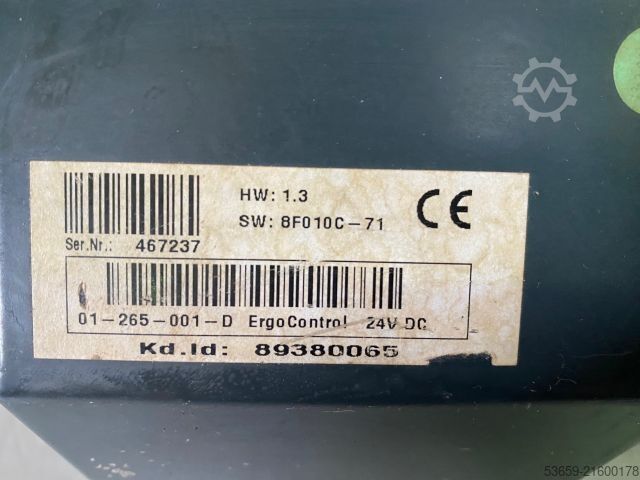 HW: 1.3
SW: 8F010C-71
CE
Ser.Nr.: 467237
01-265-001-D ErgoControl 24V DC
Kd.Id: 89380065
53659-21600178